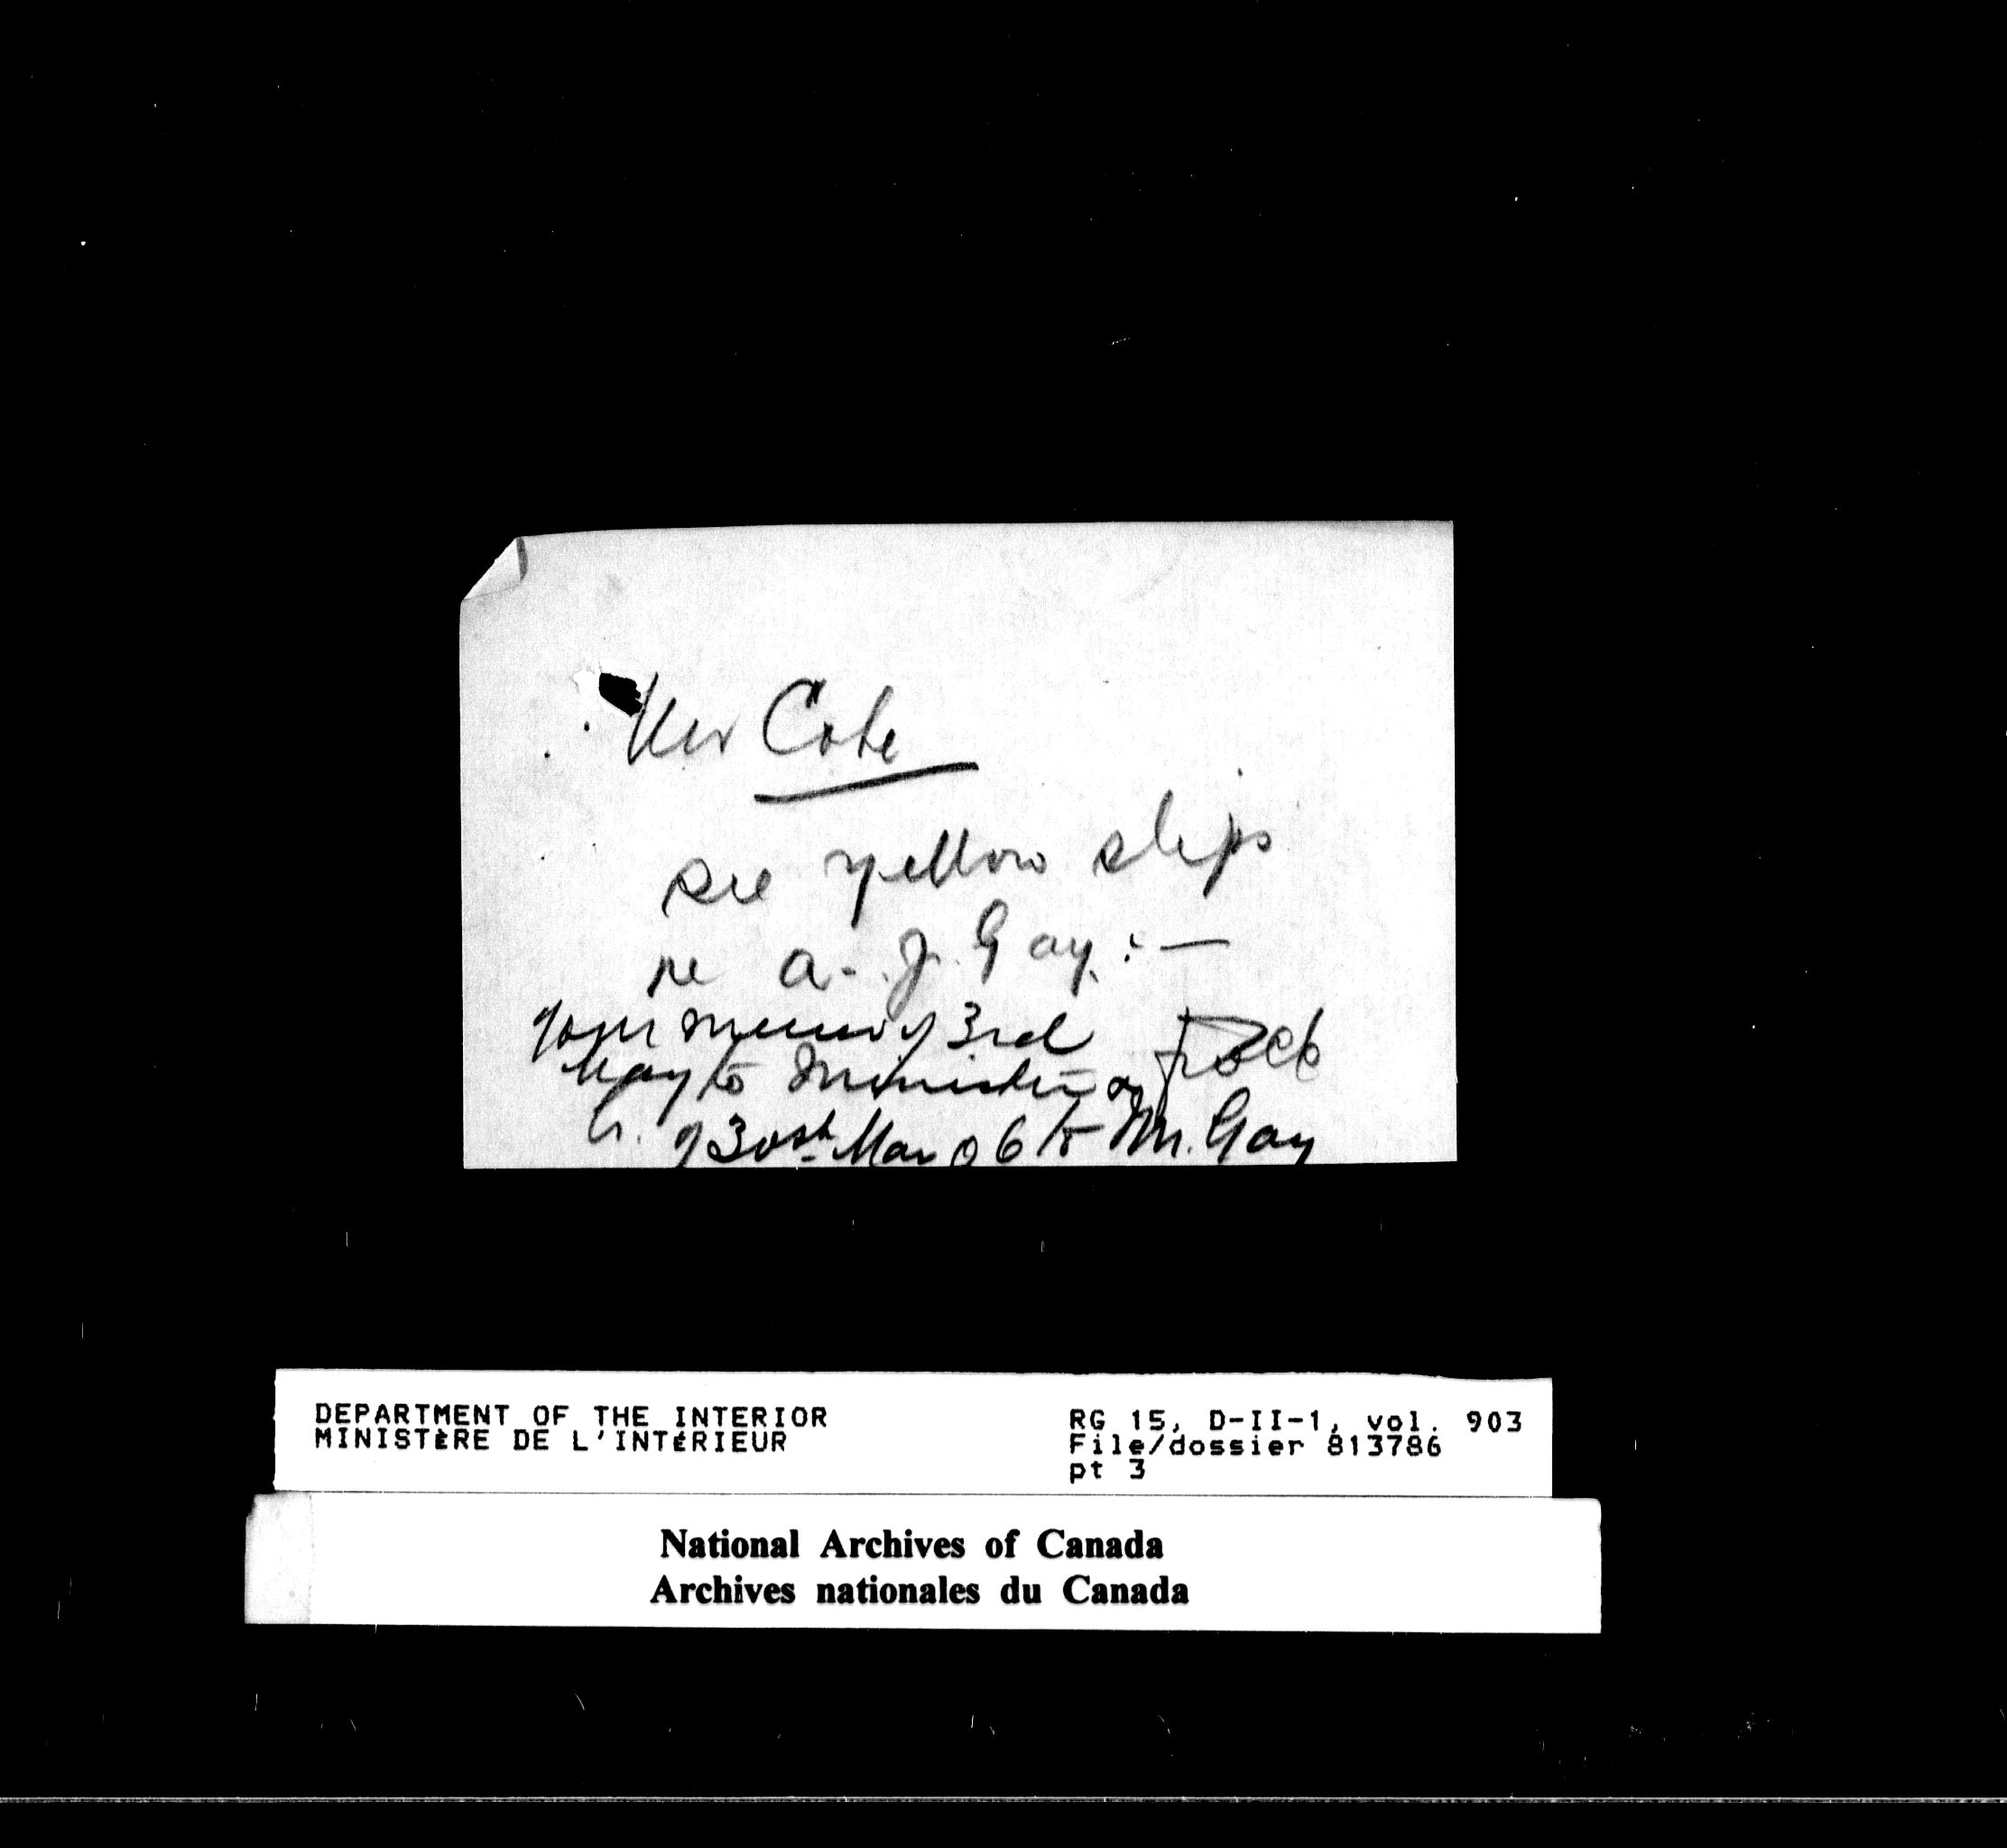 Mr Cote
see yellow slips
re A. J. Gay : —
your memo of 3rd
May to Minister &
of 30st Mar 06 to Mr. Gay
DEPARTMENT OF THE INTERIOR
MINISTÈRE DE L'INTÉRIEUR
RG 15, D-II-1, vol. 903
File/dossier 813786
pt 3
National Archives of Canada
Archives nationales du Canada